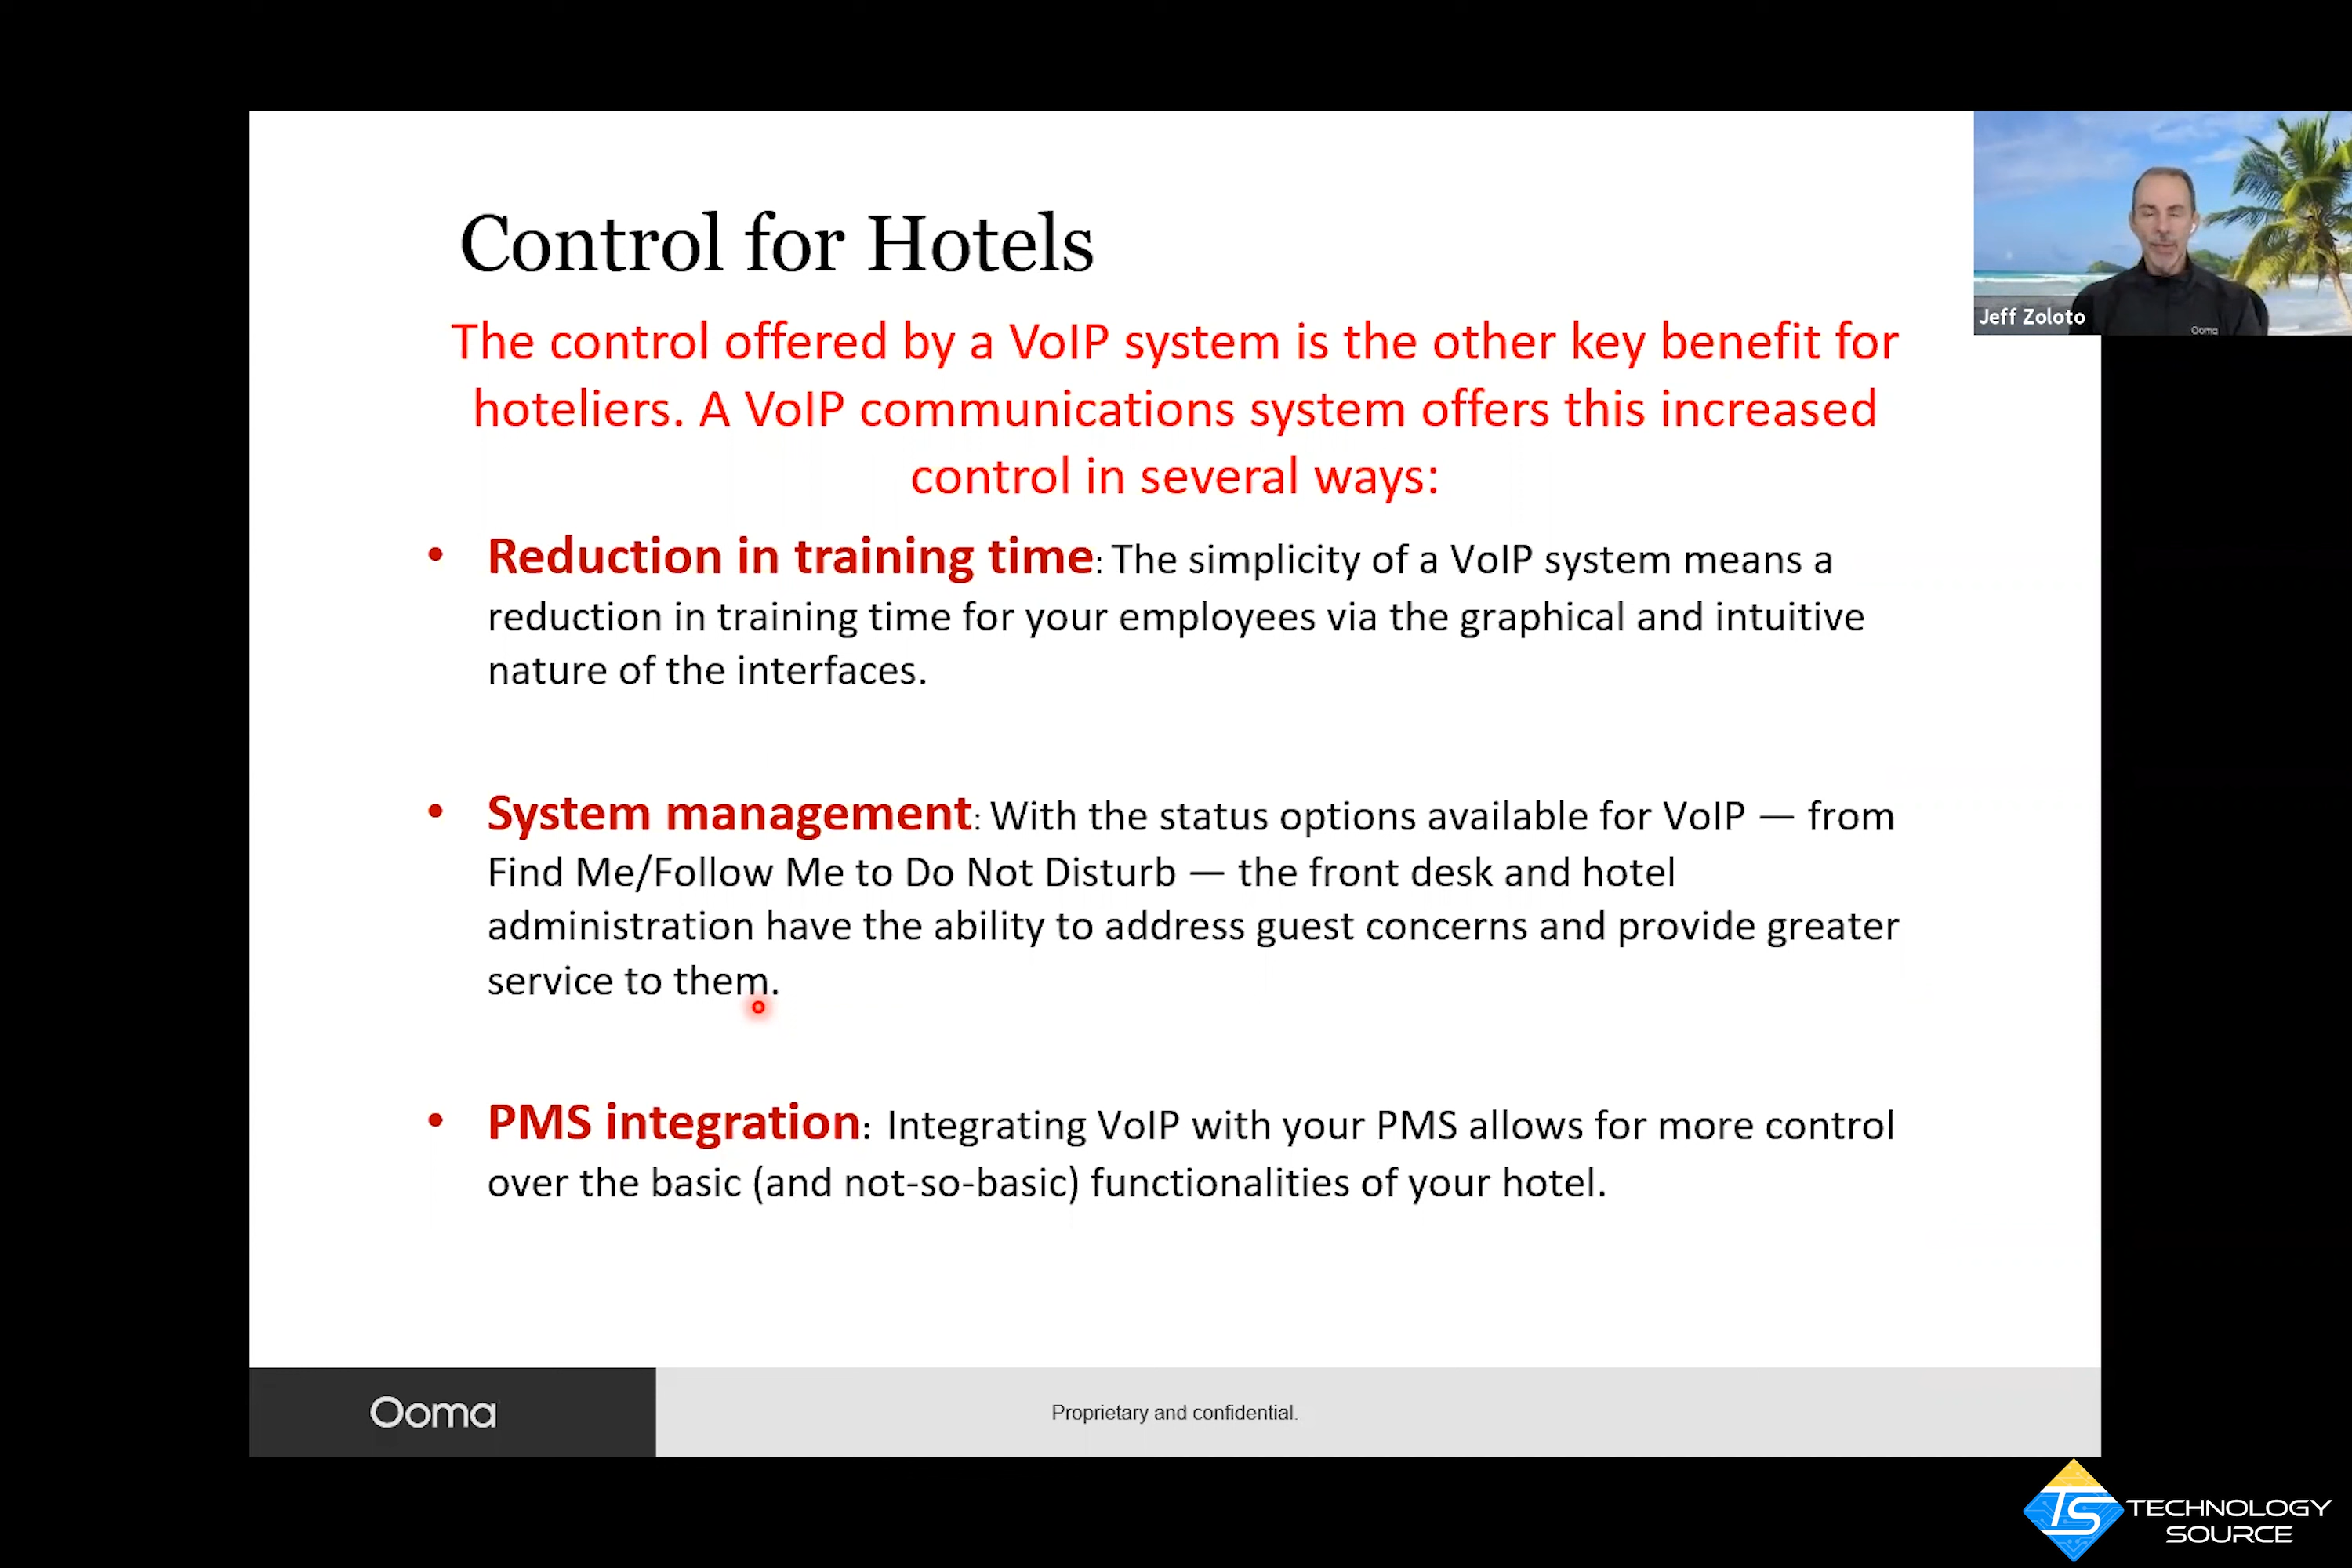 Control for Hotels
The control offered by a VoIP system is the other key benefit for
hoteliers. A VoIP communications system offers this increased
control in several ways:
• Reduction in training time: The simplicity of a VoIP system means a
reduction in training time for your employees via the graphical and intuitive
nature of the interfaces.
• System management: With the status options available for VoIP — from
Find Me/Follow Me to Do Not Disturb — the front desk and hotel
administration have the ability to address guest concerns and provide greater
service to them.
• PMS integration: Integrating VoIP with your PMS allows for more control
over the basic (and not-so-basic) functionalities of your hotel.
Ooma
Proprietary and confidential.
Jeff Zoloto
Ooma
TS TECHNOLOGY
SOURCE